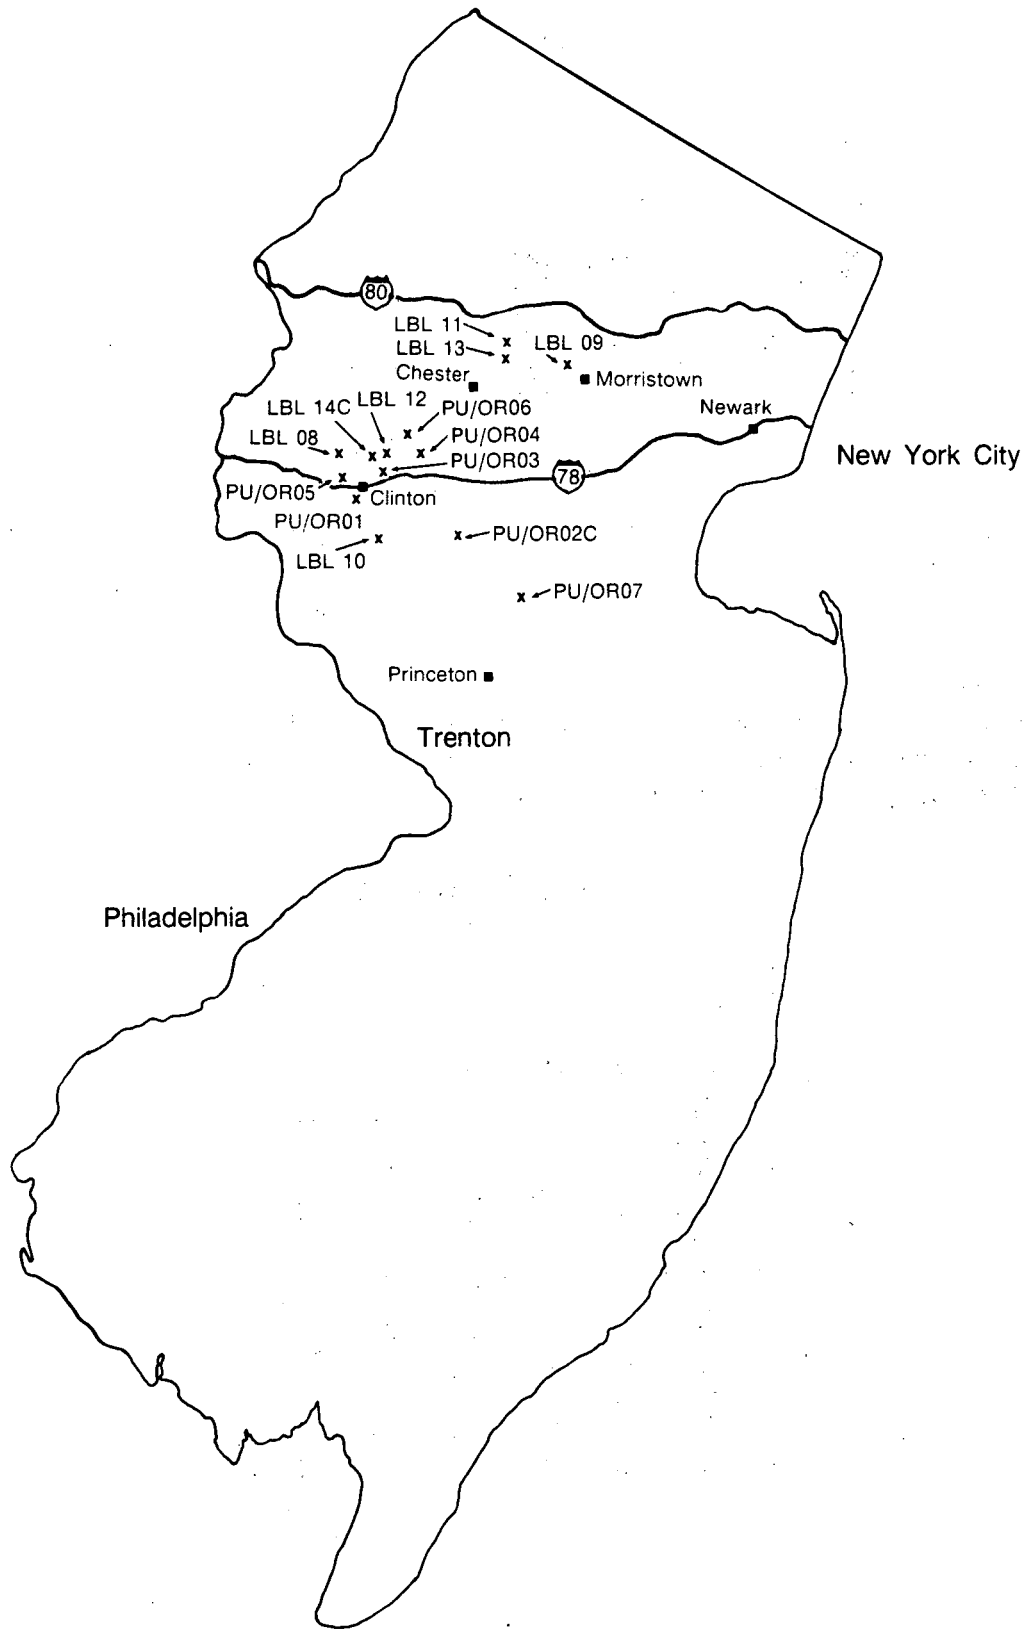 80
LBL 11
LBL 13
LBL 09
Chester
Morristown
LBL 12
LBL 14C
PU/OR06
Newark
LBL 08
PU/OR04
PU/OR03
New York City
78
PU/OR05
Clinton
PU/OR01
PU/OR02C
LBL 10
PU/OR07
Princeton
Trenton
Philadelphia